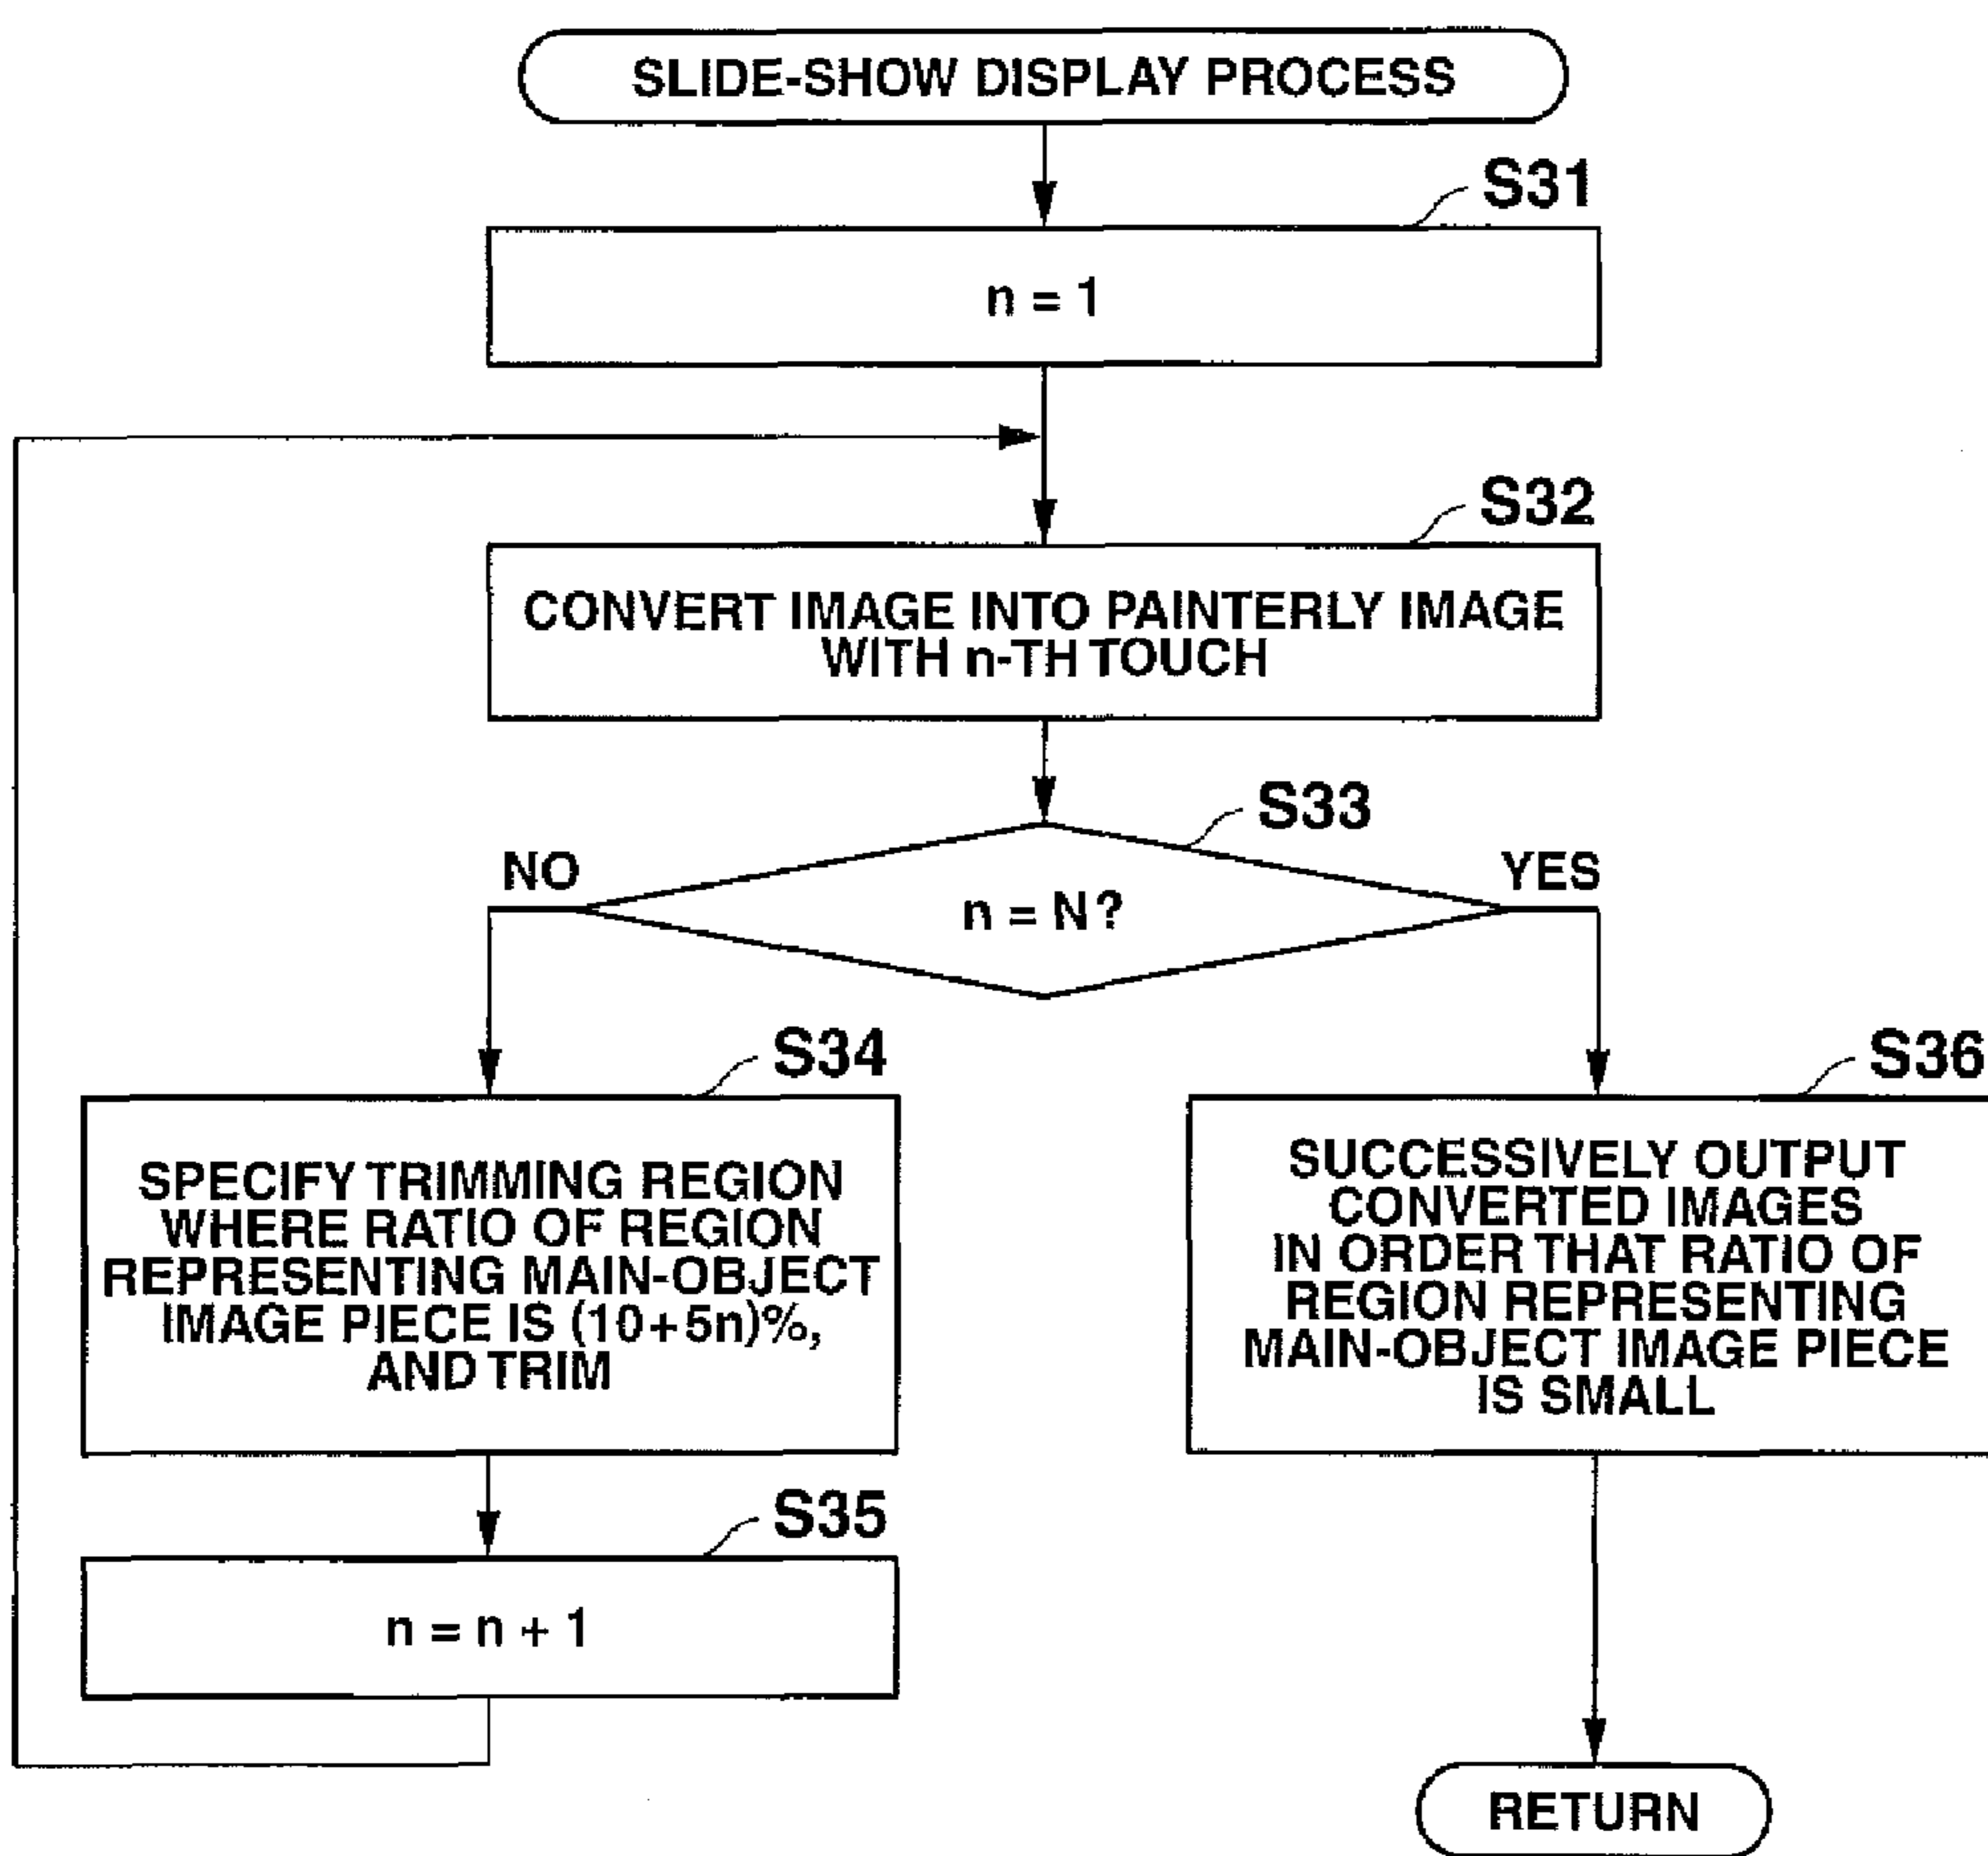 SLIDE-SHOW DISPLAY PROCESS
S31
n = 1
S32
CONVERT IMAGE INTO PAINTERLY IMAGE
WITH n-TH TOUCH
S33
NO
YES
n = N?
S34
SPECIFY TRIMMING REGION
WHERE RATIO OF REGION
REPRESENTING MAIN-OBJECT
IMAGE PIECE IS (10+5n)%,
AND TRIM
S35
n = n + 1
S36
SUCCESSIVELY OUTPUT
CONVERTED IMAGES
IN ORDER THAT RATIO OF
REGION REPRESENTING
MAIN-OBJECT IMAGE PIECE
IS SMALL
RETURN